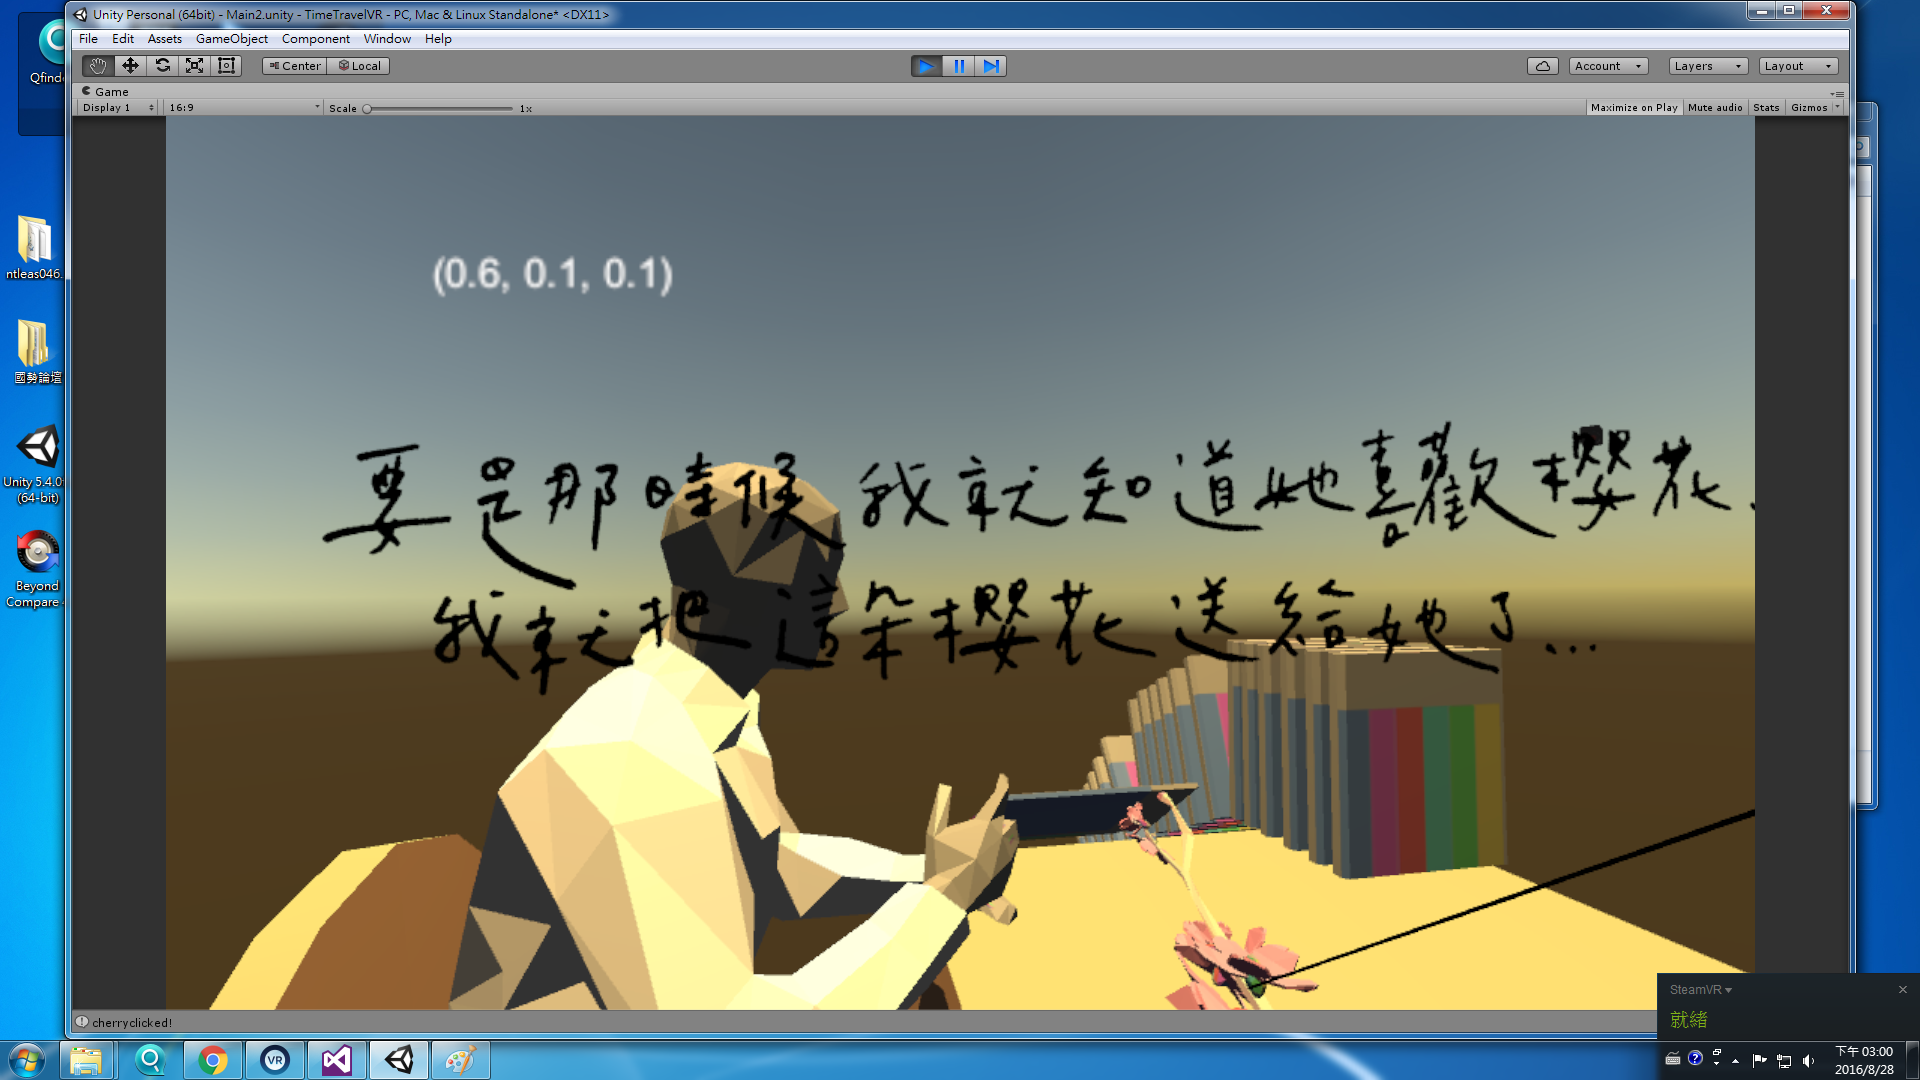 Unity Personal (64bit) - Main2.unity - TimeTravelVR - PC, Mac & Linux Standalone* <DX11>
File Edit Assets GameObject Component Window Help
Center Local Account Layers Layout
Game
Display 1 16:9 Scale 1x Maximize on Play Mute audio Stats Gizmos
(0.6, 0.1, 0.1)
要是那時候 我就知道她喜歡櫻花、
我就把這朵櫻花送給她了...
ntleas046.
國勢論壇
Unity 5.4.0
(64-bit)
Beyond
Compare
SteamVR
就緒
cherryclicked!
VR
下午 03:00
2016/8/28